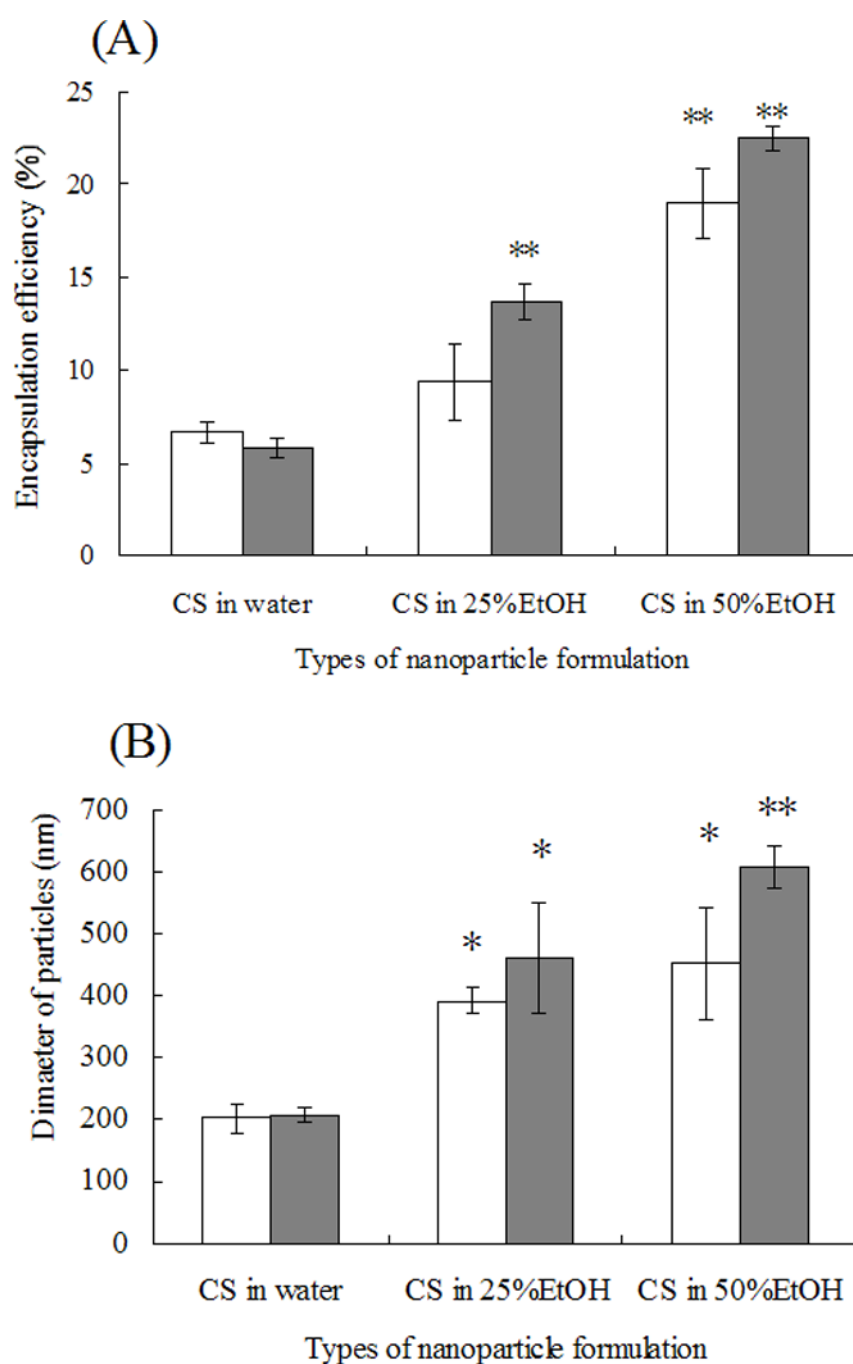 (A)
Encapsulation efficiency (%)
25
20
15
10
5
0
**
**
**
CS in water
CS in 25%EtOH
CS in 50%EtOH
Types of nanoparticle formulation
(B)
Dimaeter of particles (nm)
700
600
500
400
300
200
100
0
*
*
*
**
CS in water
CS in 25%EtOH
CS in 50%EtOH
Types of nanoparticle formulation